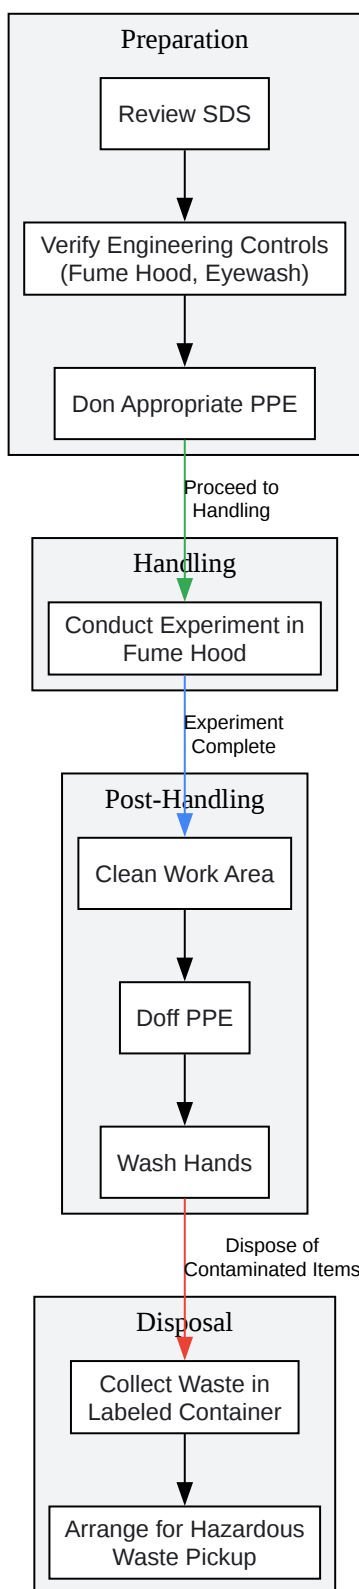 Preparation
Review SDS
Verify Engineering Controls
(Fume Hood, Eyewash)
Don Appropriate PPE
Proceed to
Handling
Handling
Conduct Experiment in
Fume Hood
Experiment
Complete
Post-Handling
Clean Work Area
Doff PPE
Wash Hands
Dispose of
Contaminated Items
Disposal
Collect Waste in
Labeled Container
Arrange for Hazardous
Waste Pickup